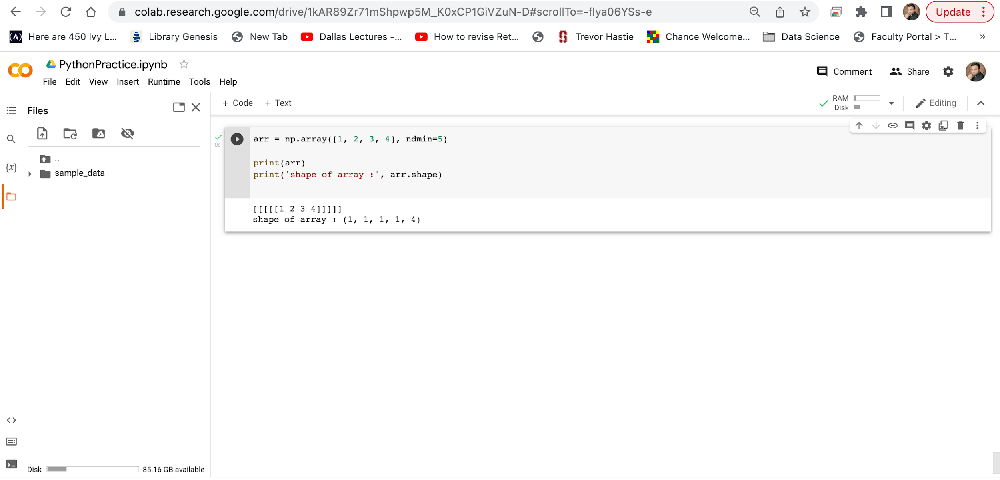 colab.research.google.com/drive/1kAR89Zr71mShpwp5M_K0xCP1GiVZuN-D#scrollTo=-flya06YSs-e
Update
Here are 450 Ivy L...
Library Genesis
New Tab
Dallas Lectures -...
How to revise Ret...
Trevor Hastie
Chance Welcome...
Data Science
Faculty Portal > T...
»
CO
PythonPractice.ipynb
File Edit View Insert Runtime Tools Help
Comment
Share
Files
+ Code + Text
RAM
Disk
Editing
{x}
..
sample_data
0s
arr = np.array([1, 2, 3, 4], ndmin=5)
print(arr)
print('shape of array :', arr.shape)
[[[[[1 2 3 4]]]]]
shape of array : (1, 1, 1, 1, 4)
Disk
85.16 GB available